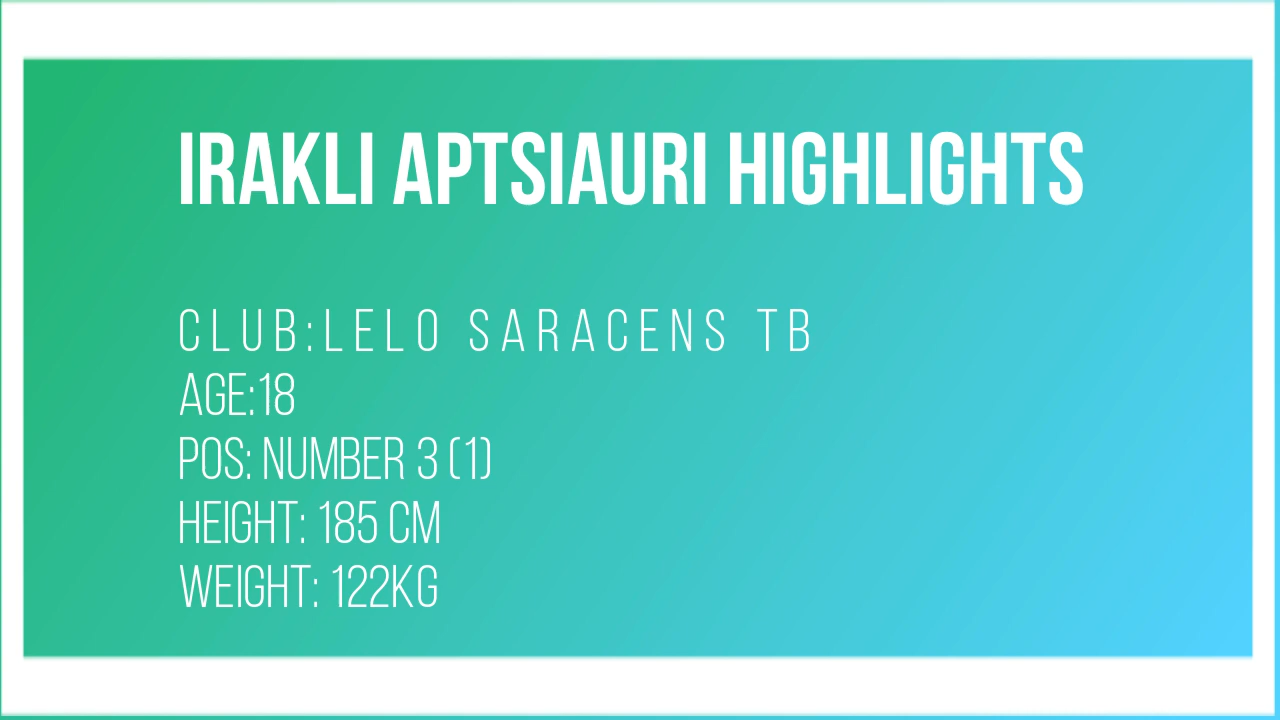 IRAKLI APTSIAURI HIGHLIGHTS
CLUB:LELO SARACENS TB
AGE:18
POS: NUMBER 3 (1)
HEIGHT: 185 CM
WEIGHT: 122KG